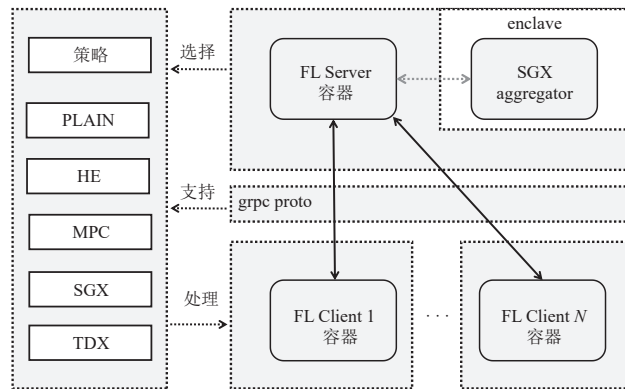 策略
PLAIN
HE
MPC
SGX
TDX
选择
支持
处理
enclave
FL Server
容器
SGX
aggregator
grpc proto
FL Client 1
容器
· · ·
FL Client N
容器